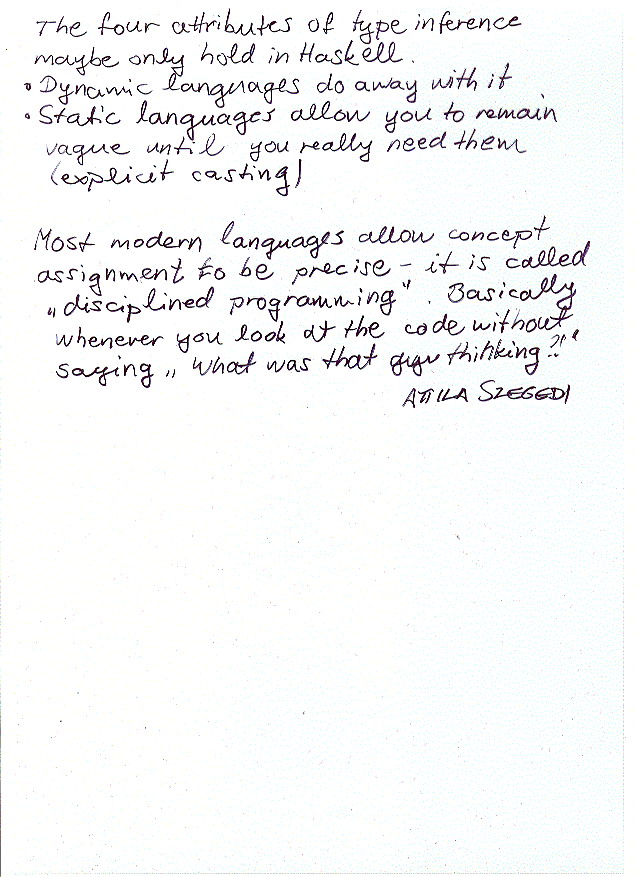 The four attributes of type inference
maybe only hold in Haskell.
• Dynamic languages do away with it
• Static languages allow you to remain
vague until you really need them
(explicit casting)
Most modern languages allow concept
assignment to be precise – it is called
„disciplined programming". Basically
whenever you look at the code without
saying „What was that guy thinking?!"
ATTILA SZEGEDI